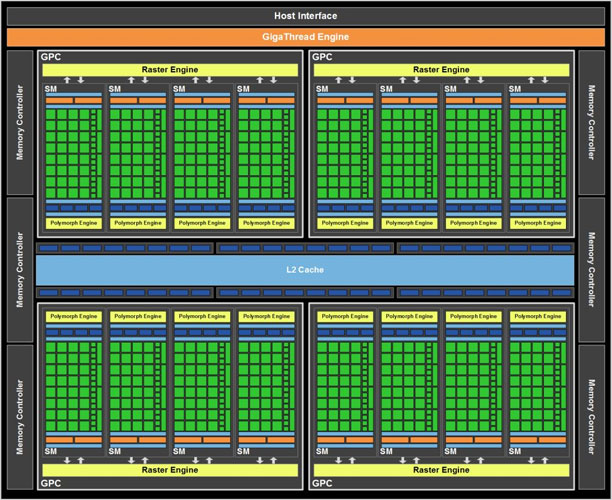 Host Interface
GigaThread Engine
GPC
GPC
Raster Engine
Raster Engine
SM
SM
SM
SM
SM
SM
SM
SM
Memory Controller
Memory Controller
Polymorph Engine
Polymorph Engine
Polymorph Engine
Polymorph Engine
Polymorph Engine
Polymorph Engine
Polymorph Engine
Polymorph Engine
Memory Controller
L2 Cache
Memory Controller
Polymorph Engine
Polymorph Engine
Polymorph Engine
Polymorph Engine
Polymorph Engine
Polymorph Engine
Polymorph Engine
Polymorph Engine
Memory Controller
Memory Controller
SM
SM
SM
SM
SM
SM
SM
SM
Raster Engine
Raster Engine
GPC
GPC